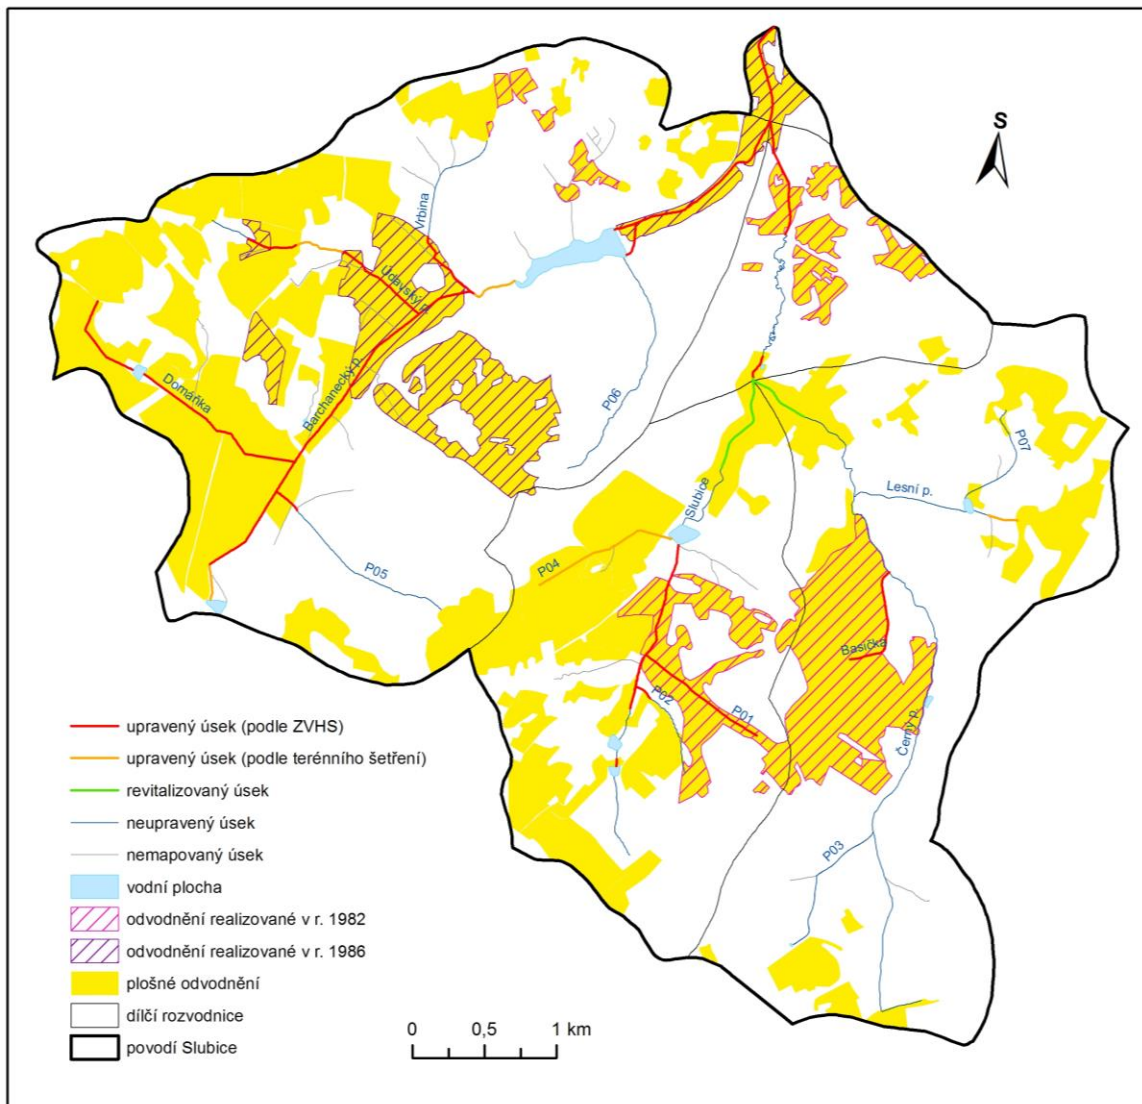 S
Vrbina
Údavský p.
Barchanecký p.
Domářka
P06
P07
Lesní p.
Slubice
P04
P05
Basička
P02
P01
Černý p.
P03
upravený úsek (podle ZVHS)
upravený úsek (podle terénního šetření)
revitalizovaný úsek
neupravený úsek
nemapovaný úsek
vodní plocha
odvodnění realizované v r. 1982
odvodnění realizované v r. 1986
plošné odvodnění
dílčí rozvodnice
povodí Slubice
0 0,5 1 km